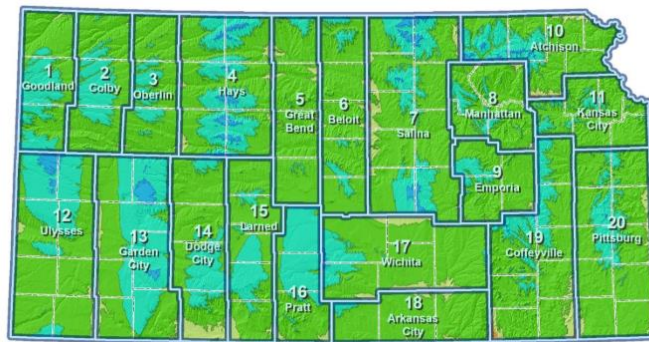 1
Goodland
2
Colby
3
Oberlin
4
Hays
5
Great
Bend
6
Beloit
7
Salina
8
Manhattan
9
Emporia
10
Atchison
11
Kansas
City
12
Ulysses
13
Garden
City
14
Dodge
City
15
Larned
16
Pratt
17
Wichita
18
Arkansas
City
19
Coffeyville
20
Pittsburg